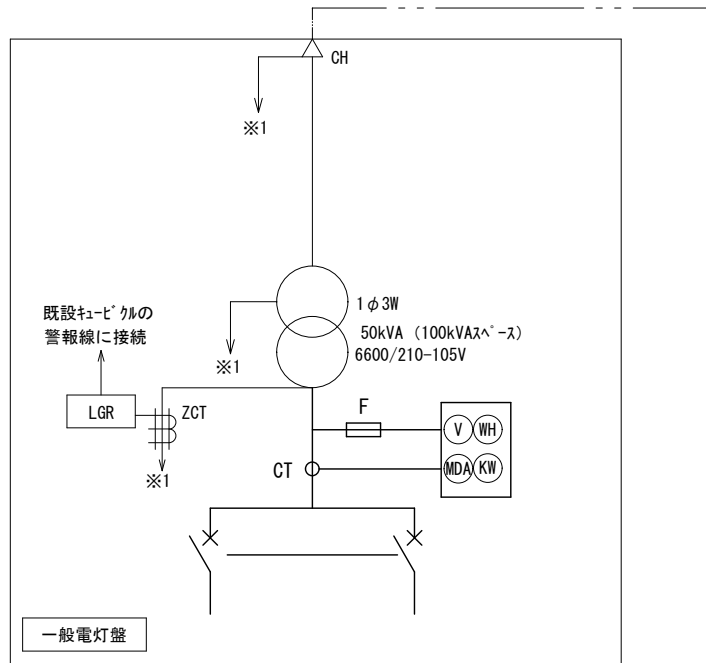 CH
※1
1φ3W
50kVA (100kVAｽﾍﾟｰｽ)
6600/210-105V
※1
既設ｷｭｰﾋﾞｸﾙの
警報線に接続
LGR
ZCT
※1
F
V WH
CT
MDA KW
一般電灯盤